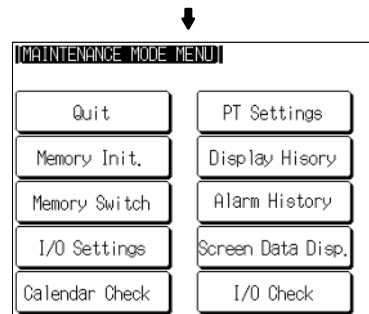 [MAINTENANCE MODE MENU]
Quit
PT Settings
Memory Init.
Display Hisory
Memory Switch
Alarm History
I/O Settings
Screen Data Disp.
Calendar Check
I/O Check